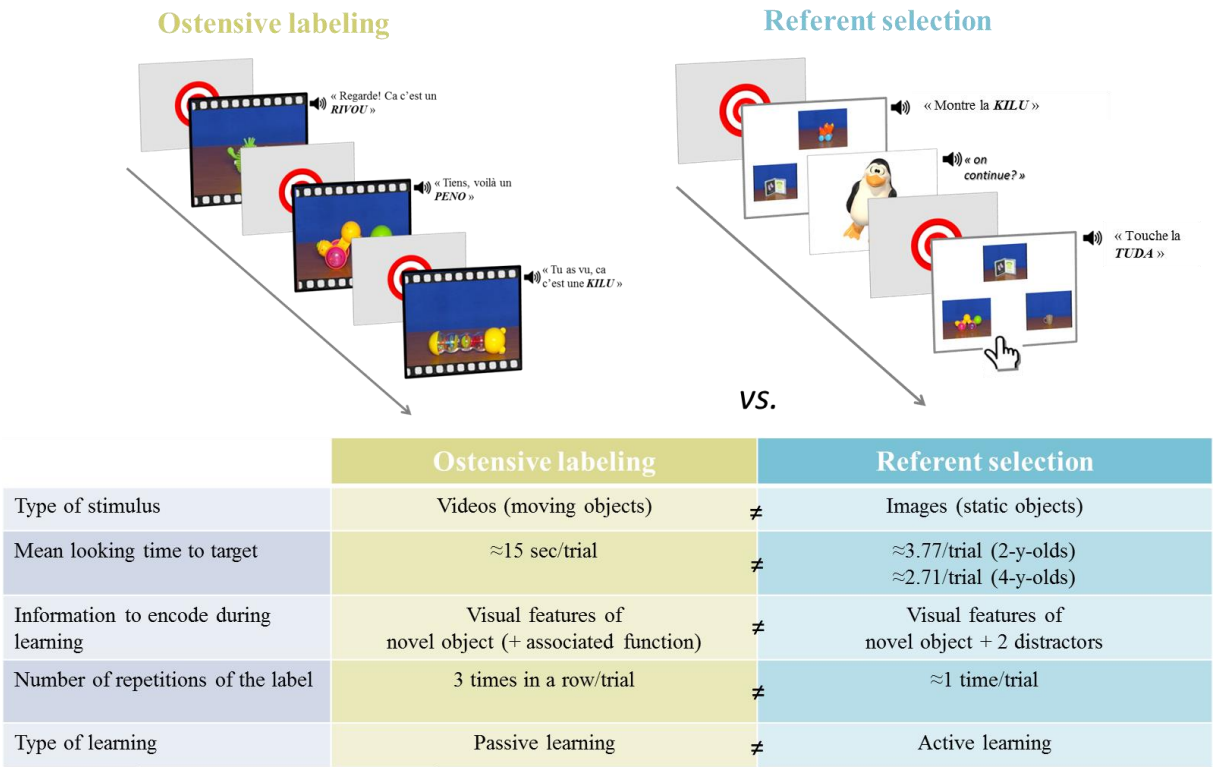 Ostensive labeling
Referent selection
« Regarde! Ca c’est un
RIVOU »
« Tiens, voilà un
PENO »
« Tu as vu, ca
c’est une KILU »
« Montre la KILU »
« on
continue? »
« Touche la
TUDA »
vs.
Ostensive labeling Referent selection
Type of stimulus Videos (moving objects) ≠ Images (static objects)
Mean looking time to target ≈15 sec/trial ≠ ≈3.77/trial (2-y-olds)
≈2.71/trial (4-y-olds)
Information to encode during
learning
Visual features of
novel object (+ associated function)
≠
Visual features of
novel object + 2 distractors
Number of repetitions of the label 3 times in a row/trial ≠ ≈1 time/trial
Type of learning Passive learning ≠ Active learning